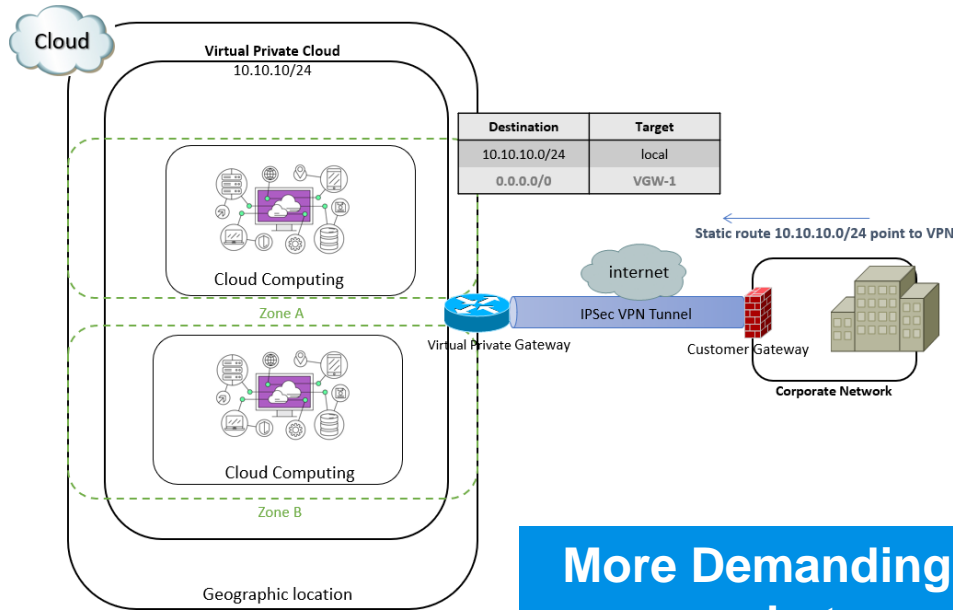 Cloud
Virtual Private Cloud
10.10.10/24
Destination Target
10.10.10.0/24 local
0.0.0.0/0 VGW-1
Static route 10.10.10.0/24 point to VPN
internet
Cloud Computing
Zone A
IPSec VPN Tunnel
Virtual Private Gateway
Customer Gateway
Corporate Network
Cloud Computing
Zone B
Geographic location
More Demanding